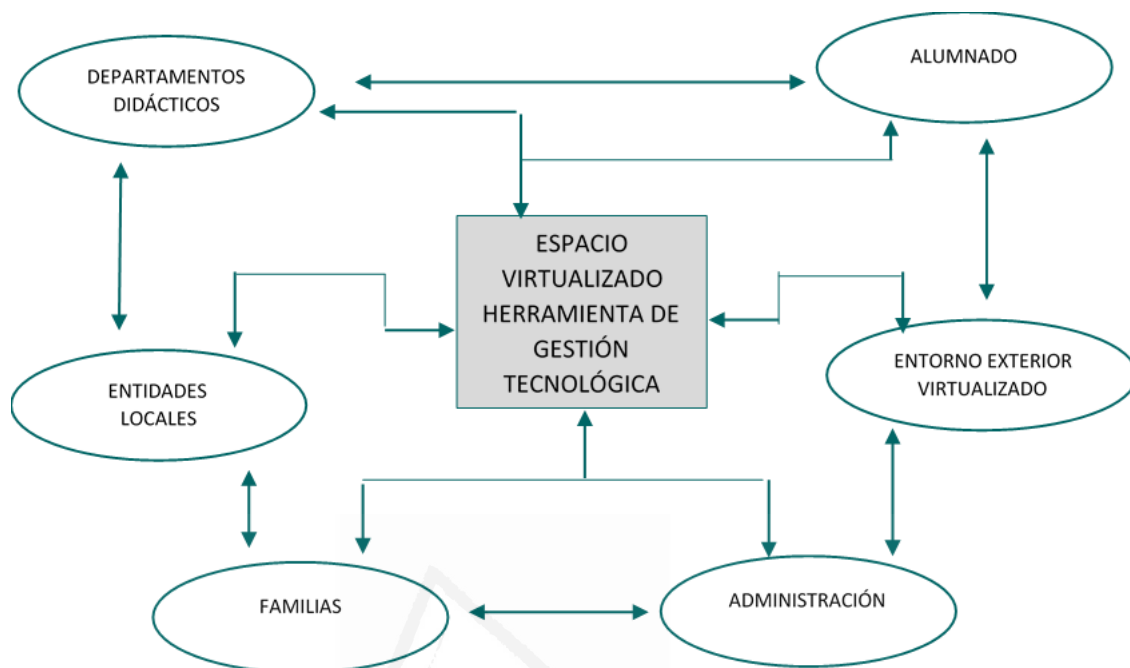 DEPARTAMENTOS
DIDÁCTICOS
ALUMNADO
ESPACIO
VIRTUALIZADO
HERRAMIENTA DE
GESTIÓN
TECNOLÓGICA
ENTIDADES
LOCALES
ENTORNO EXTERIOR
VIRTUALIZADO
FAMILIAS
ADMINISTRACIÓN